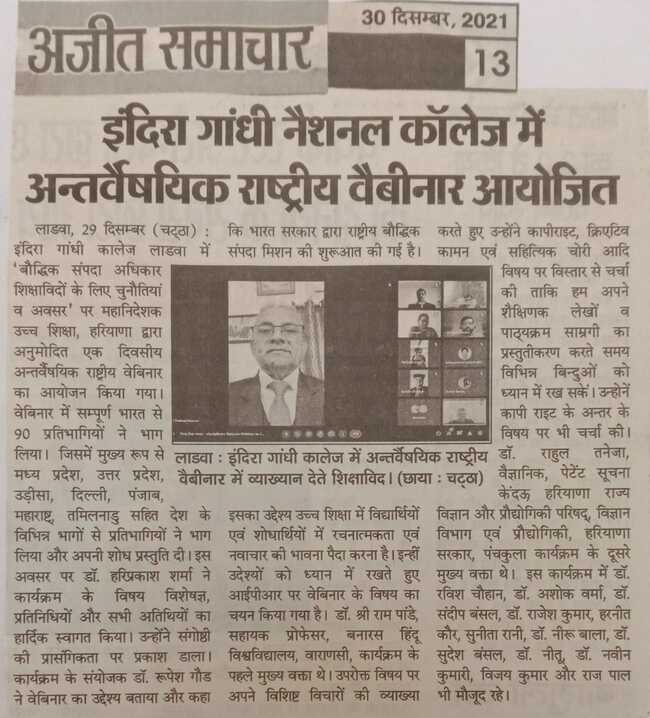 अजीत समाचार
30 दिसम्बर, 2021
13
इंदिरा गांधी नैशनल कॉलेज में
अन्तर्वेषयिक राष्ट्रीय वैबीनार आयोजित
लाडवा, 29 दिसम्बर (चट्ठा) :
इंदिरा गांधी कालेज लाडवा में
'बौद्धिक संपदा अधिकार
शिक्षाविदों के लिए चुनौतियां
व अवसर' पर महानिदेशक
उच्च शिक्षा, हरियाणा द्वारा
अनुमोदित एक दिवसीय
अन्तर्वेषयिक राष्ट्रीय वेबिनार
का आयोजन किया गया।
वेबिनार में सम्पूर्ण भारत से
90 प्रतिभागियों ने भाग
लिया। जिसमें मुख्य रूप से
मध्य प्रदेश, उत्तर प्रदेश,
उड़ीसा, दिल्ली, पंजाब,
महाराष्ट्र, तमिलनाडु सहित देश के
विभिन्न भागों से प्रतिभागियों ने भाग
लिया और अपनी शोध प्रस्तुति दी। इस
अवसर पर डॉ. हरिप्रकाश शर्मा ने
कार्यक्रम के विषय विशेषज्ञ,
प्रतिनिधियों और सभी अतिथियों का
हार्दिक स्वागत किया। उन्होंने संगोष्ठी
की प्रासंगिकता पर प्रकाश डाला।
कार्यक्रम के संयोजक डॉ. रूपेश गौड
ने वेबिनार का उद्देश्य बताया और कहा
कि भारत सरकार द्वारा राष्ट्रीय बौद्धिक
संपदा मिशन की शुरूआत की गई है।
लाडवा : इंदिरा गांधी कालेज में अन्तर्वेषयिक राष्ट्रीय
वैबीनार में व्याख्यान देते शिक्षाविद। (छाया : चट्ठा)
इसका उद्देश्य उच्च शिक्षा में विद्यार्थियों
एवं शोधार्थियों में रचनात्मकता एवं
नवाचार की भावना पैदा करना है। इन्हीं
उदेश्यों को ध्यान में रखते हुए
आईपीआर पर वेबिनार के विषय का
चयन किया गया है। डॉ. श्री राम पांडे,
सहायक प्रोफेसर, बनारस हिंदू
विश्वविद्यालय, वाराणसी, कार्यक्रम के
पहले मुख्य वक्ता थे। उपरोक्त विषय पर
अपने विशिष्ट विचारों की व्याख्या
करते हुए उन्होंने कापीराइट, क्रिएटिव
कामन एवं सहित्यिक चोरी आदि
विषय पर विस्तार से चर्चा
की ताकि हम अपने
शैक्षिणक लेखों व
पाठ्यक्रम साम्रगी का
प्रस्तुतीकरण करते समय
विभिन्न बिन्दुओं को
ध्यान में रख सकें। उन्होनें
कापी राइट के अन्तर के
विषय पर भी चर्चा की।
डॉ. राहुल तनेजा,
वैज्ञानिक, पेटेंट सूचना
केंदऊ हरियाणा राज्य
विज्ञान और प्रौद्योगिकी परिषद्, विज्ञान
विभाग एवं प्रौद्योगिकी, हरियाणा
सरकार, पंचकुला कार्यक्रम के दूसरे
मुख्य वक्ता थे। इस कार्यक्रम में डॉ.
रविश चौहान, डॉ. अशोक वर्मा, डॉ.
संदीप बंसल, डॉ. राजेश कुमार, हरनीत
कौर, सुनीता रानी, डॉ. नीरू बाला, डॉ.
सुदेश बंसल, डॉ. नीतू, डॉ. नवीन
कुमारी, विजय कुमार और राज पाल
भी मौजूद रहे।